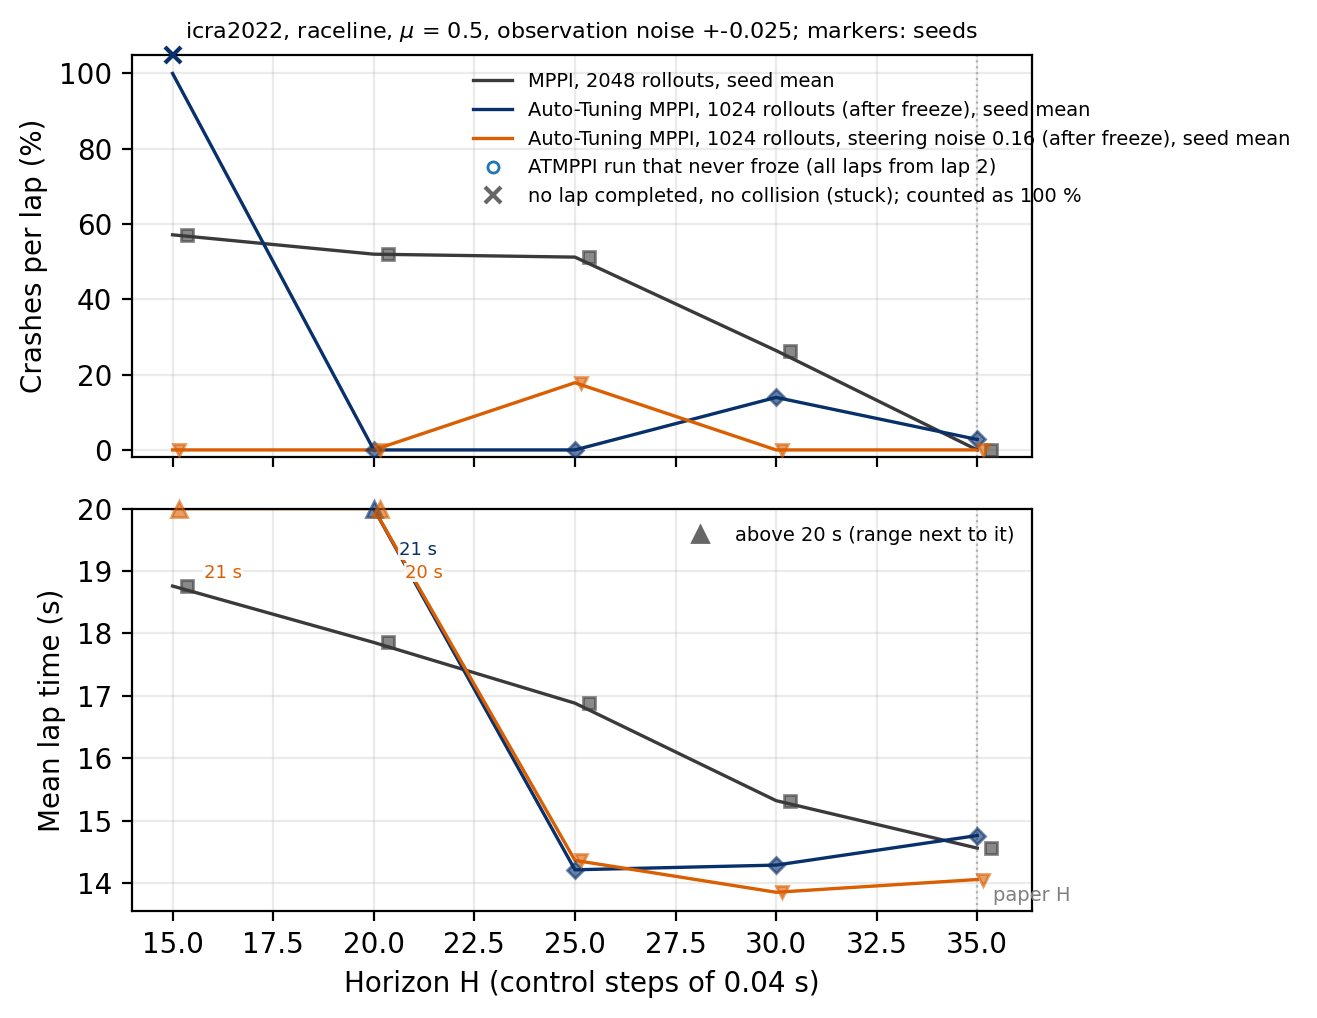 icra2022, raceline, μ = 0.5, observation noise +-0.025; markers: seeds
Crashes per lap (%)
100
80
60
40
20
0
MPPI, 2048 rollouts, seed mean
Auto-Tuning MPPI, 1024 rollouts (after freeze), seed mean
Auto-Tuning MPPI, 1024 rollouts, steering noise 0.16 (after freeze), seed mean
ATMPPI run that never froze (all laps from lap 2)
no lap completed, no collision (stuck); counted as 100 %
Mean lap time (s)
20
19
18
17
16
15
14
above 20 s (range next to it)
21 s
21 s
20 s
paper H
15.0 17.5 20.0 22.5 25.0 27.5 30.0 32.5 35.0
Horizon H (control steps of 0.04 s)